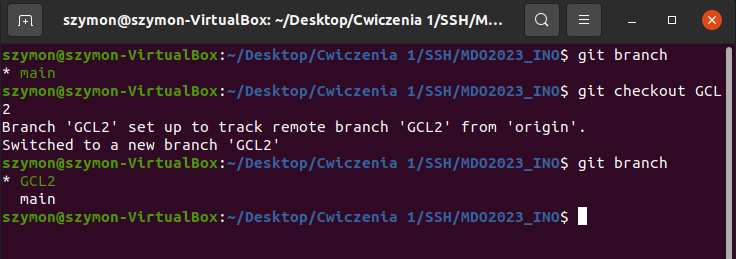 szymon@szymon-VirtualBox: ~/Desktop/Cwiczenia 1/SSH/M...
szymon@szymon-VirtualBox:~/Desktop/Cwiczenia 1/SSH/MDO2023_INO$ git branch
* main
szymon@szymon-VirtualBox:~/Desktop/Cwiczenia 1/SSH/MDO2023_INO$ git checkout GCL
2
Branch 'GCL2' set up to track remote branch 'GCL2' from 'origin'.
Switched to a new branch 'GCL2'
szymon@szymon-VirtualBox:~/Desktop/Cwiczenia 1/SSH/MDO2023_INO$ git branch
* GCL2
  main
szymon@szymon-VirtualBox:~/Desktop/Cwiczenia 1/SSH/MDO2023_INO$